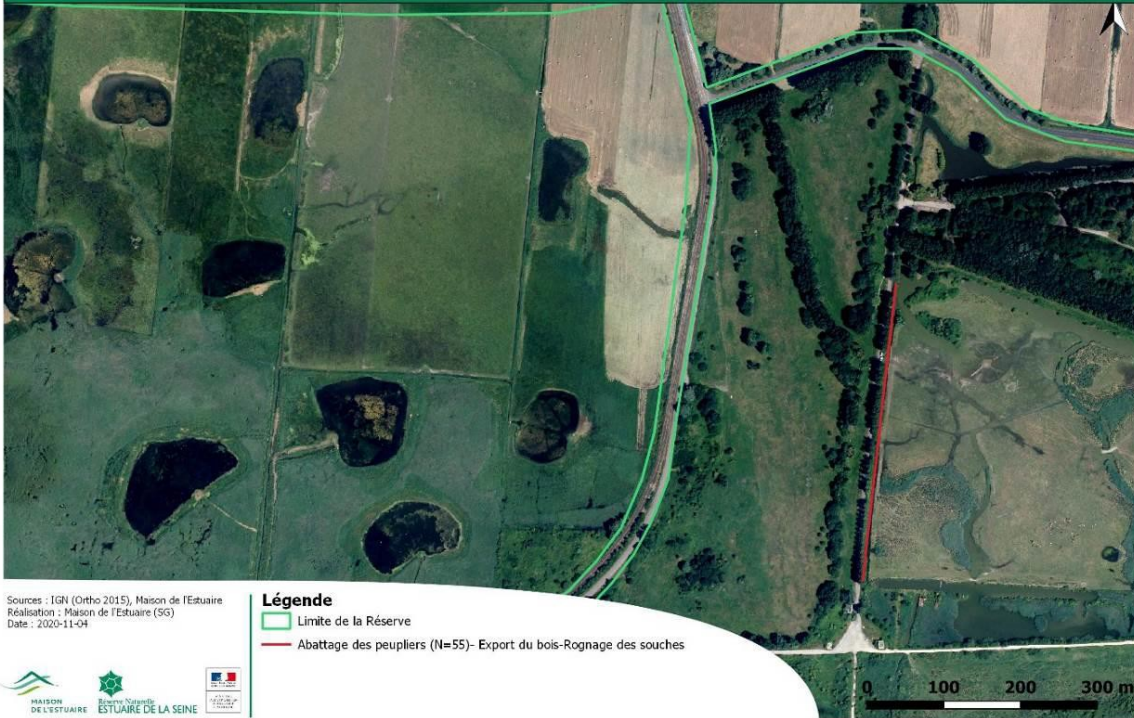 Sources : IGN (Ortho 2015), Maison de l'Estuaire
Réalisation : Maison de l'Estuaire (SG)
Date : 2020-11-04
Légende
Limite de la Réserve
Abattage des peupliers (N=55)- Export du bois-Rognage des souches
MAISON
DE L'ESTUAIRE
Réserve Naturelle
ESTUAIRE DE LA SEINE
0 100 200 300 m